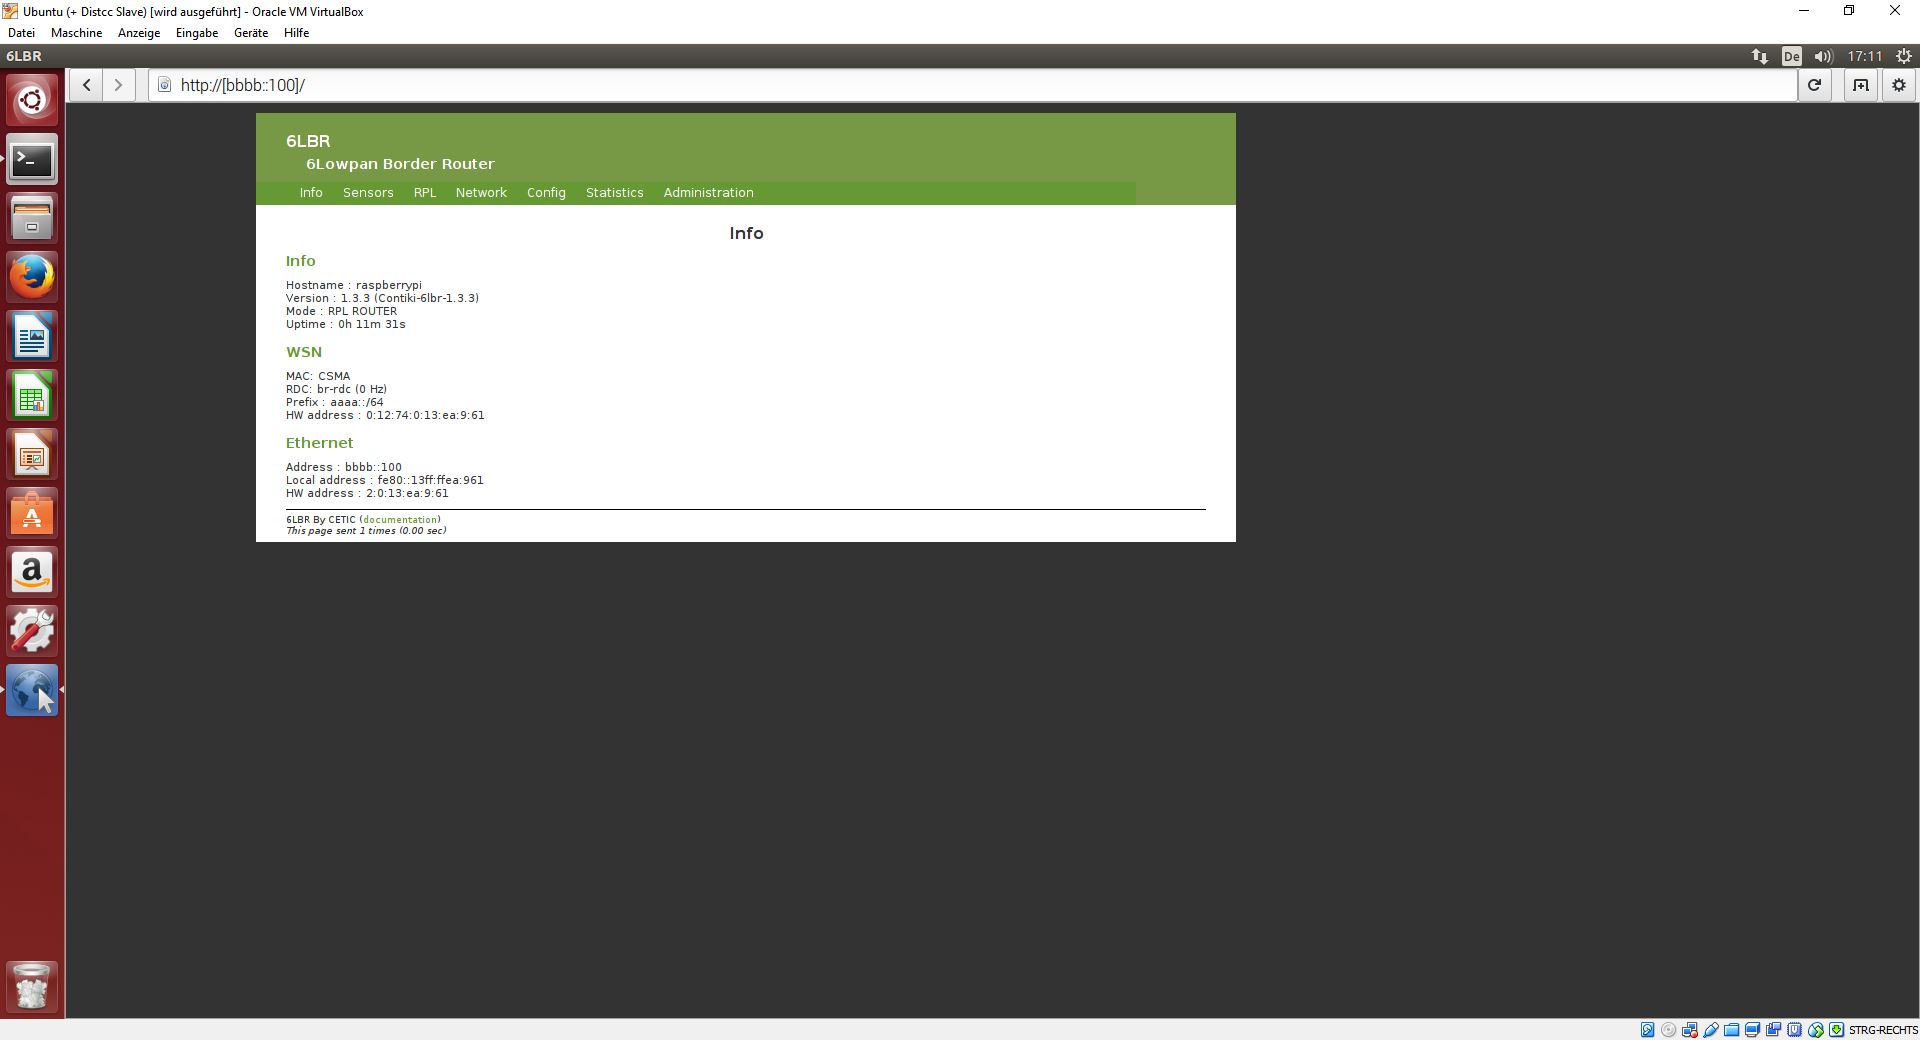 Ubuntu (+ Distcc Slave) [wird ausgeführt] - Oracle VM VirtualBox
Datei Maschine Anzeige Eingabe Geräte Hilfe
6LBR De 17:11
http://[bbbb::100]/
6LBR
6Lowpan Border Router
Info Sensors RPL Network Config Statistics Administration
Info
Info
Hostname : raspberrypi
Version : 1.3.3 (Contiki-6lbr-1.3.3)
Mode : RPL ROUTER
Uptime : 0h 11m 31s
WSN
MAC: CSMA
RDC: br-rdc (0 Hz)
Prefix : aaaa::/64
HW address : 0:12:74:0:13:ea:9:61
Ethernet
Address : bbbb::100
Local address : fe80::13ff:ffea:961
HW address : 2:0:13:ea:9:61
6LBR By CETIC (documentation)
This page sent 1 times (0.00 sec)
a
STRG-RECHTS